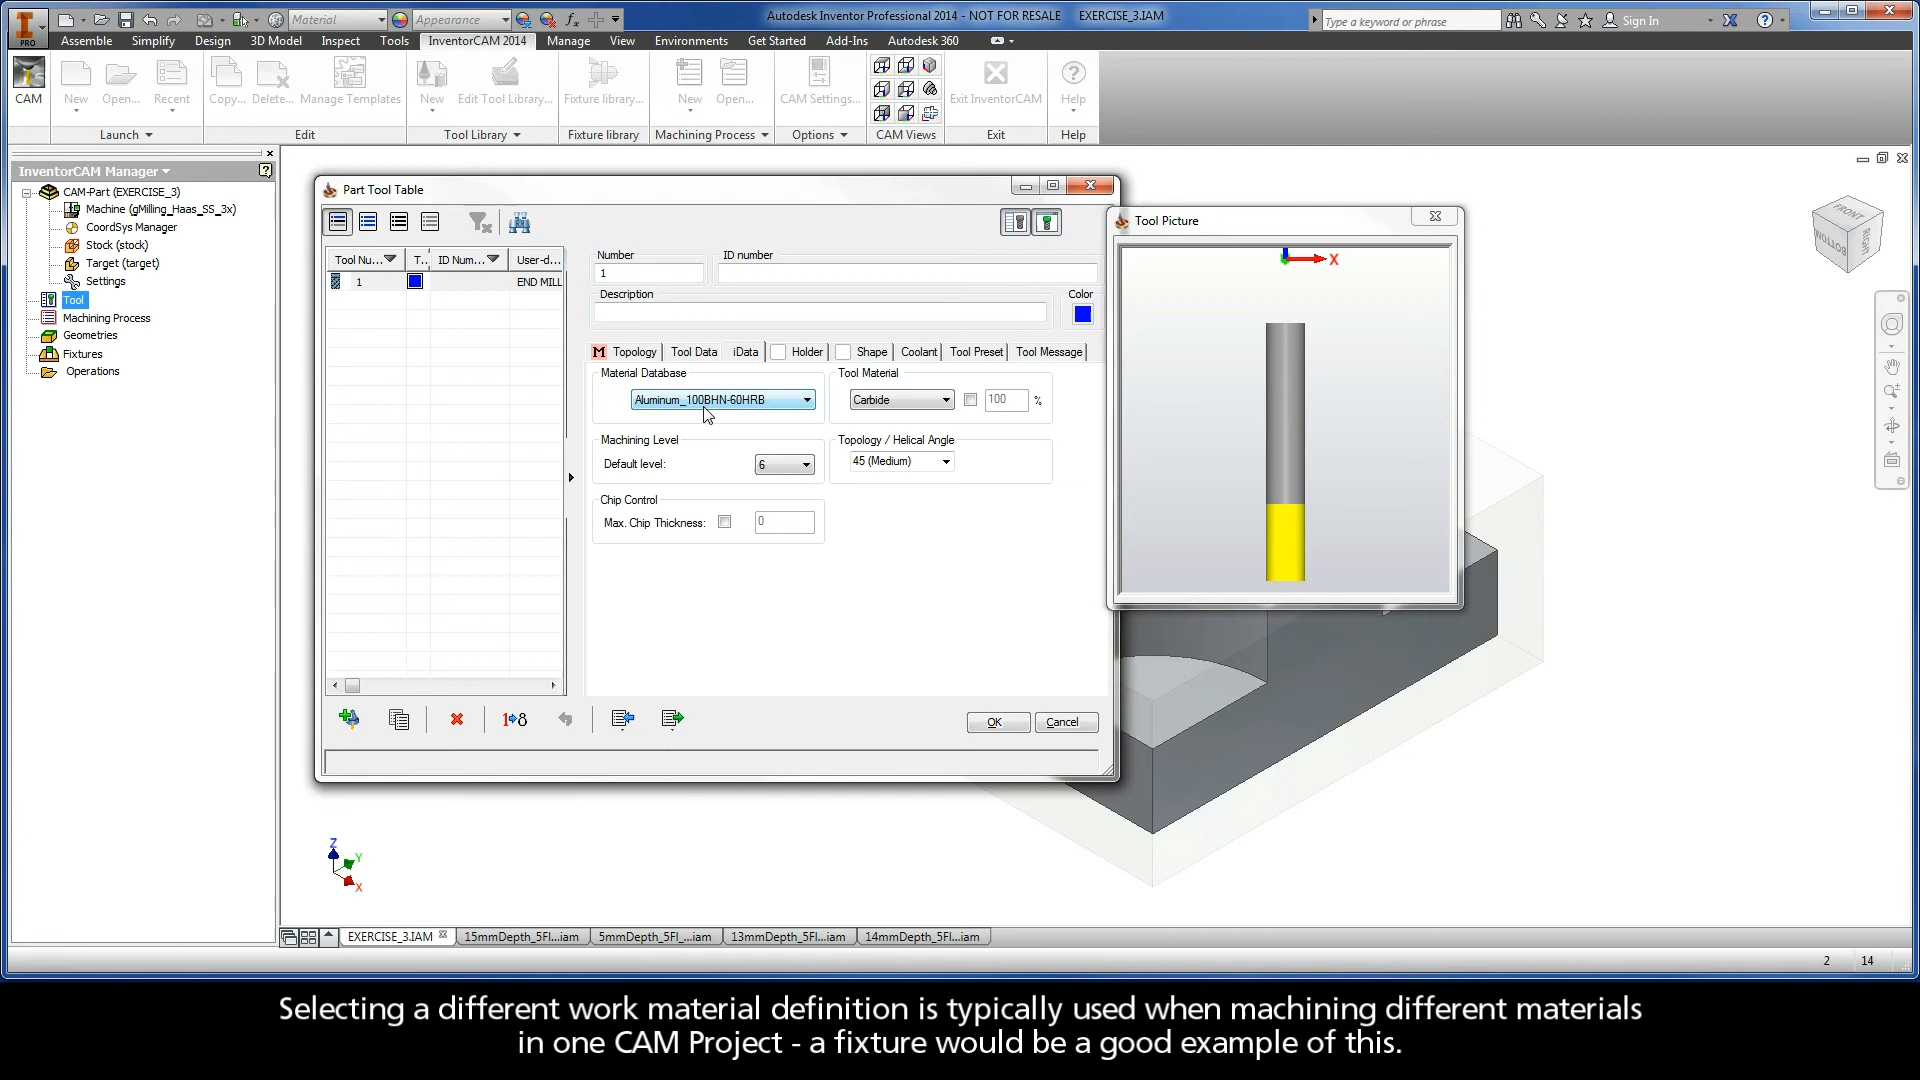 Material
Appearance
Autodesk Inventor Professional 2014 - NOT FOR RESALE EXERCISE_3.IAM
Type a keyword or phrase
Sign In
PRO
Assemble Simplify Design 3D Model Inspect Tools InventorCAM 2014 Manage View Environments Get Started Add-Ins Autodesk 360
CAM New Open... Recent Copy... Delete... Manage Templates New Edit Tool Library... Fixture library... New Open... CAM Settings... Exit InventorCAM Help
Launch Edit Tool Library Fixture library Machining Process Options CAM Views Exit Help
InventorCAM Manager
CAM-Part (EXERCISE_3)
Machine (gMilling_Haas_SS_3x)
CoordSys Manager
Stock (stock)
Target (target)
Settings
Tool
Machining Process
Geometries
Fixtures
Operations
Part Tool Table
Tool Nu... T.. ID Num... User-d...
1 END MILL
Number
1
ID number
Description
Color
M Topology Tool Data iData Holder Shape Coolant Tool Preset Tool Message
Material Database
Aluminum_100BHN-60HRB
Tool Material
Carbide
100 %
Machining Level
Default level: 6
Topology / Helical Angle
45 (Medium)
Chip Control
Max. Chip Thickness: 0
1 8
OK Cancel
Tool Picture
X
FRONT
RIGHT
BOTTOM
Z
Y
X
EXERCISE_3.IAM 15mmDepth_5Fl...iam 5mmDepth_5Fl_...iam 13mmDepth_5Fl...iam 14mmDepth_5Fl...iam
2 14
Selecting a different work material definition is typically used when machining different materials
in one CAM Project - a fixture would be a good example of this.